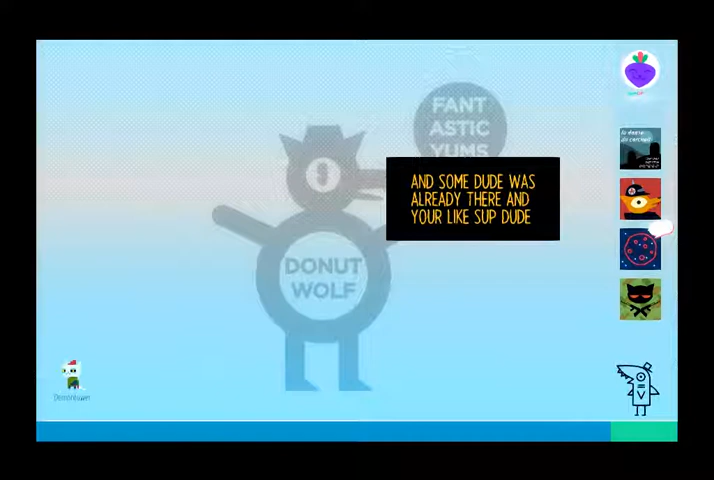 FANT
ASTIC
YUMS
AND SOME DUDE WAS
ALREADY THERE AND
YOUR LIKE SUP DUDE
DONUT
WOLF